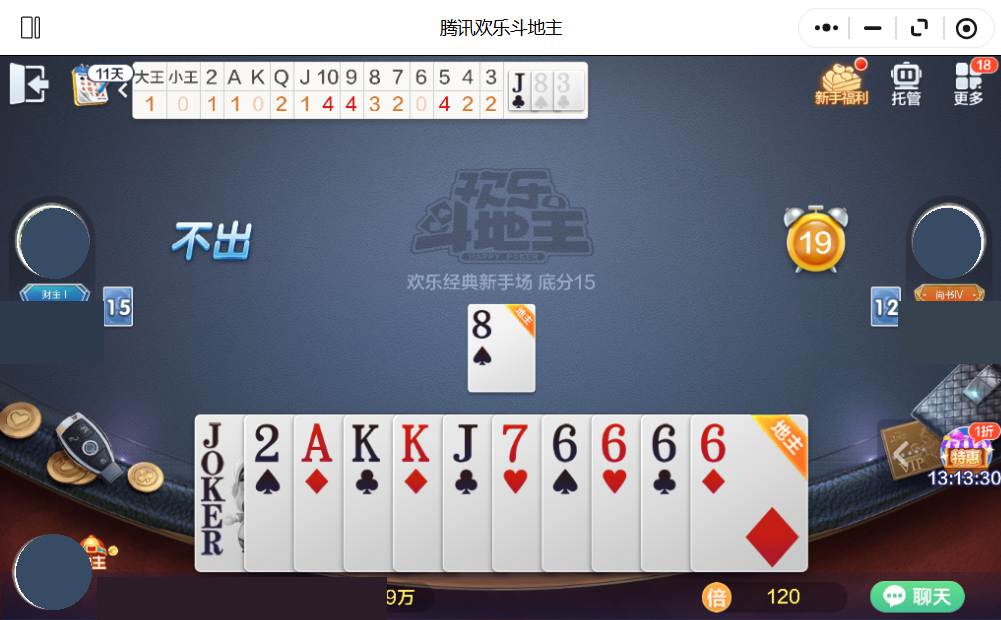 腾讯欢乐斗地主
11天
大王 小王 2 A K Q J 10 9 8 7 6 5 4 3
1 0 1 1 0 2 1 4 4 3 2 0 4 2 2
J 8 3
新手福利
托管
18
更多
不出
欢乐斗地主
HAPPY POKER
欢乐经典新手场 底分15
19
财主 I
尚书IV
15
12
8 地主
JOKER 2 A K K J 7 6 6 6 6 地主
VIP
1折
特惠
13:13:30
主
9万
倍 120
聊天